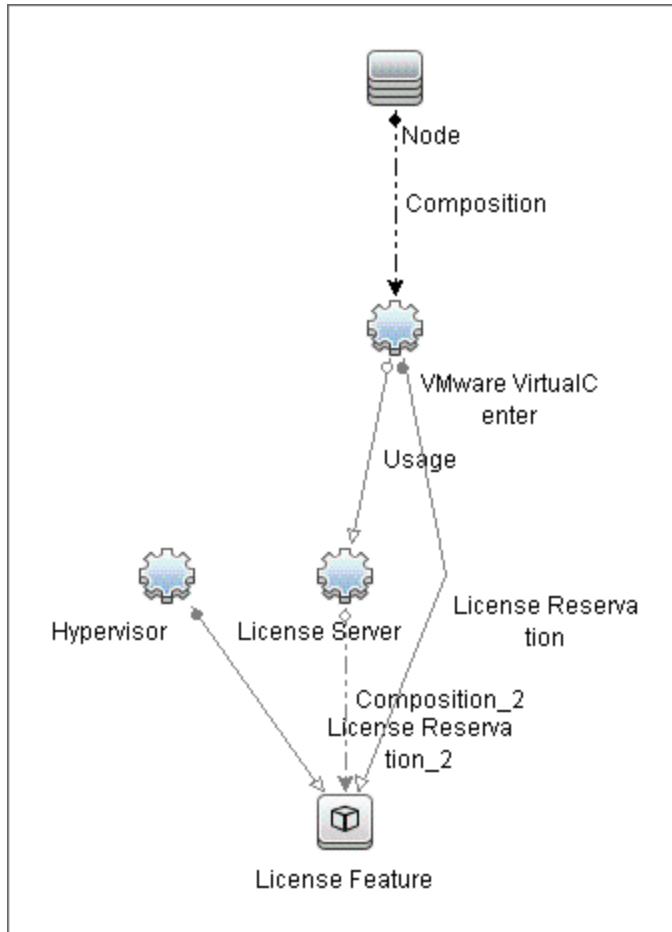 Node
Composition
VMware VirtualC
enter
Usage
Hypervisor
License Server
License Reserva
tion
Composition_2
License Reserva
tion_2
License Feature